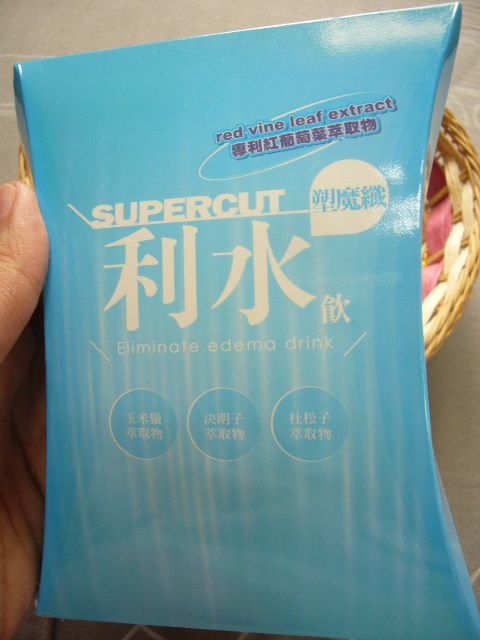 red vine leaf extract
專利紅葡萄葉萃取物
SUPERCUT
塑魔纖
利水飲
Eliminate edema drink
玉米鬚
萃取物
決明子
萃取物
杜松子
萃取物